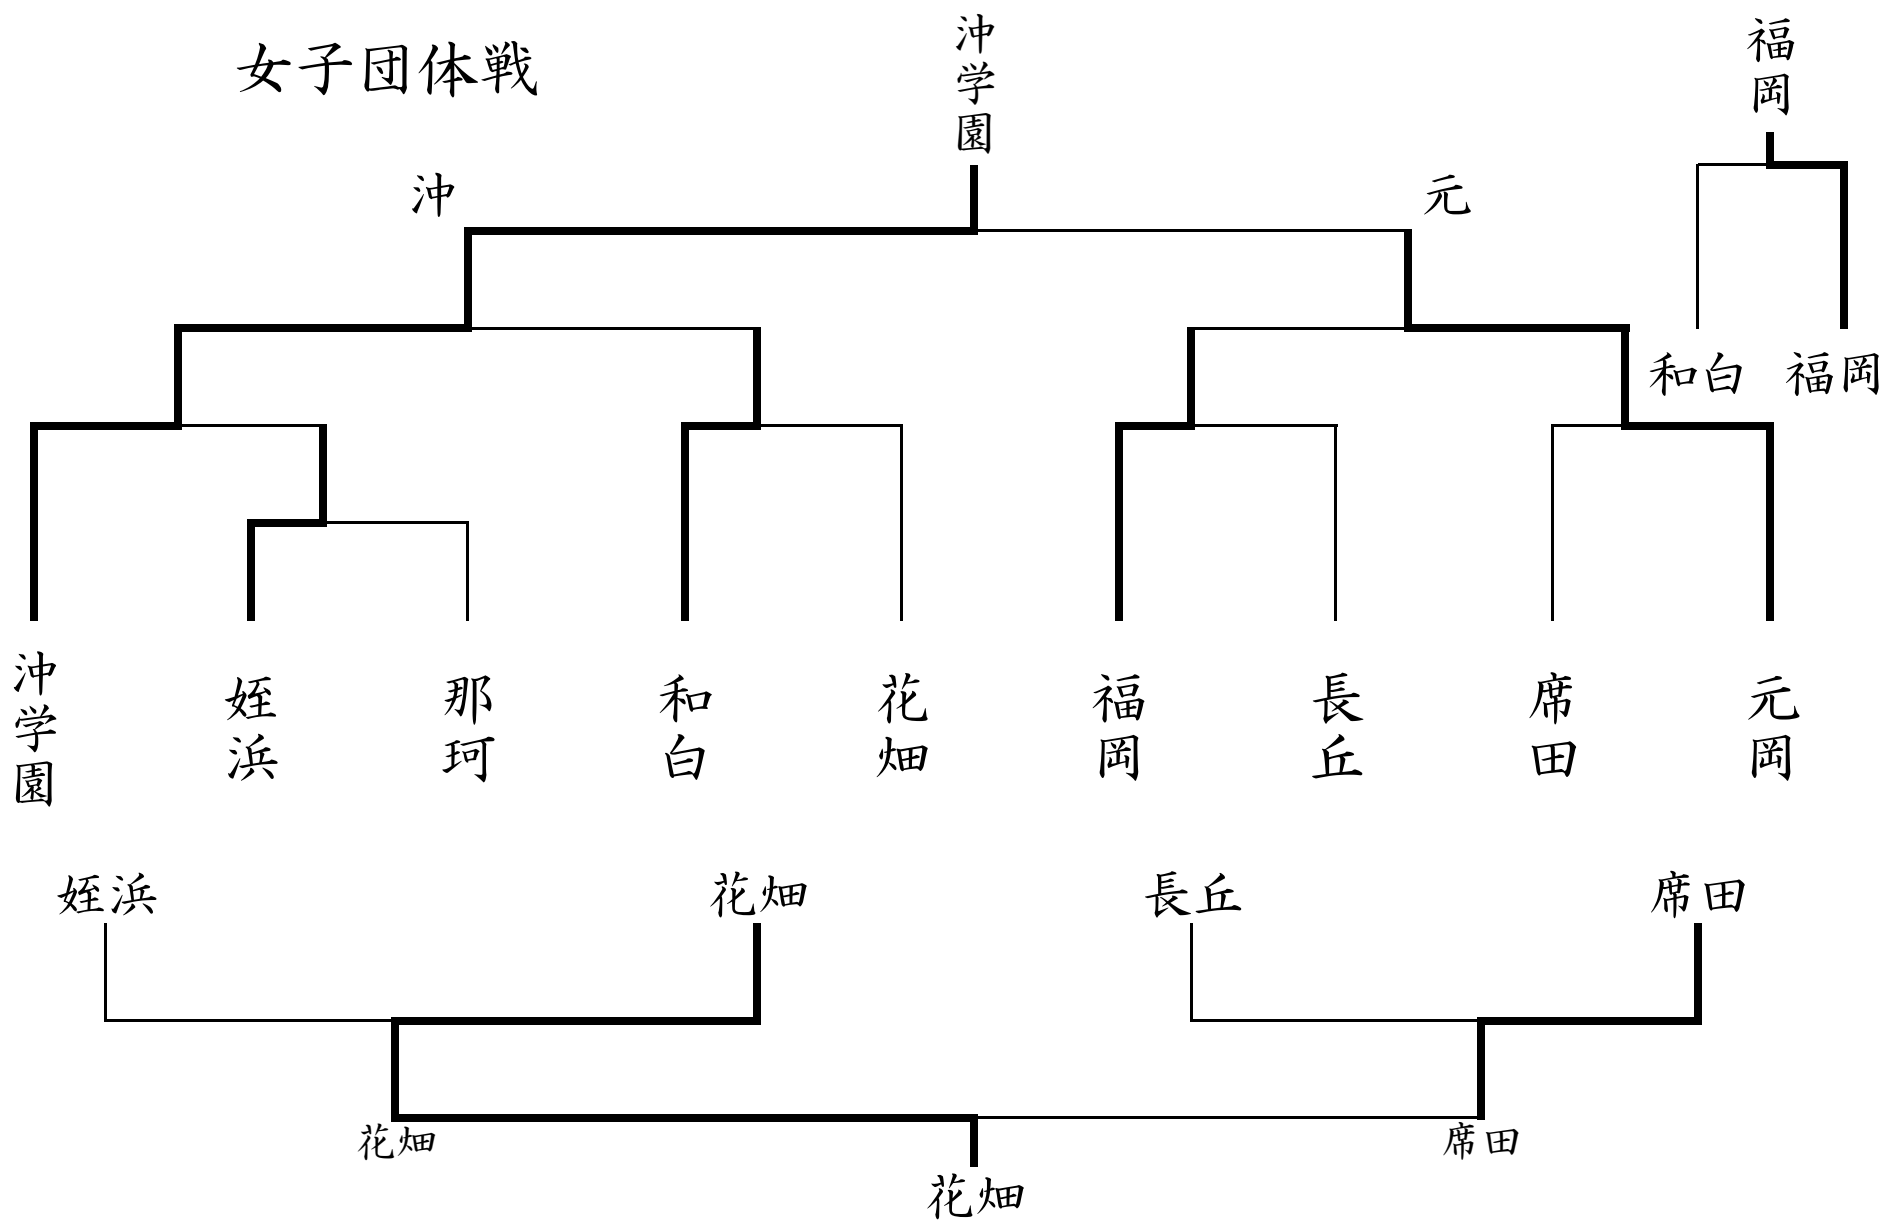 女子団体戦
沖学園
福岡
沖
元
和白
福岡
沖学園
姪浜
那珂
和白
花畑
福岡
長丘
席田
元岡
姪浜
花畑
長丘
席田
花畑
席田
花畑